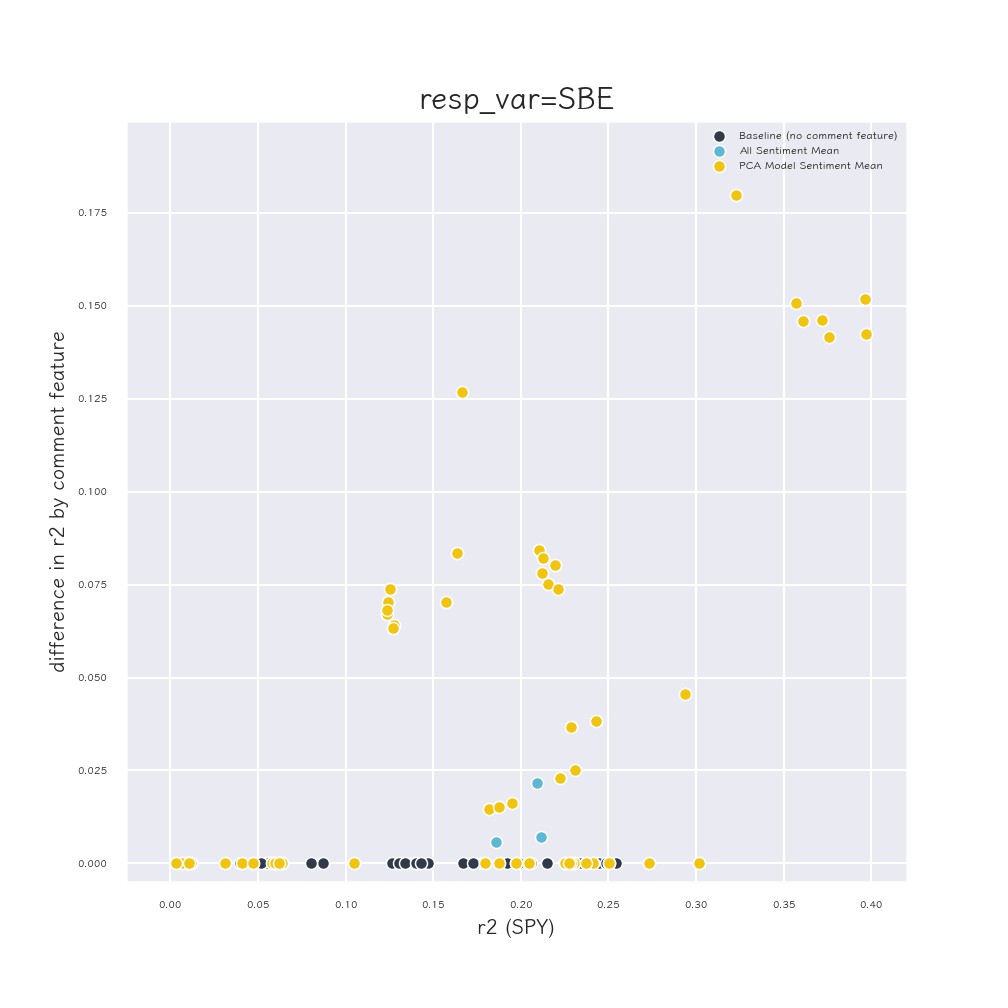 resp_var=SBE
Baseline (no comment feature)
All Sentiment Mean
PCA Model Sentiment Mean
0.175
0.150
0.125
0.100
0.075
0.050
0.025
0.000
difference in r2 by comment feature
0.00 0.05 0.10 0.15 0.20 0.25 0.30 0.35 0.40
r2 (SPY)